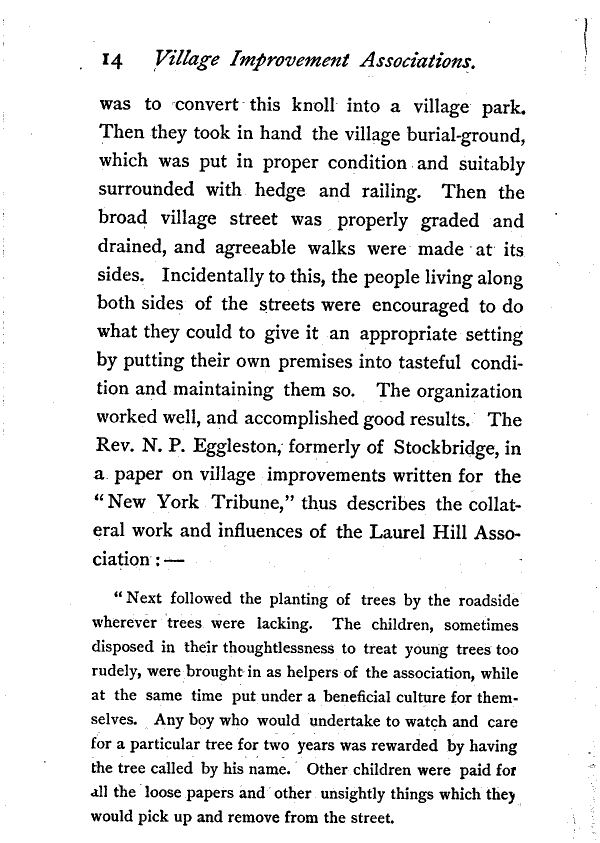 14 Village Improvement Associations.
was to convert this knoll into a village park.
Then they took in hand the village burial-ground,
which was put in proper condition and suitably
surrounded with hedge and railing. Then the
broad village street was properly graded and
drained, and agreeable walks were made at its
sides. Incidentally to this, the people living along
both sides of the streets were encouraged to do
what they could to give it an appropriate setting
by putting their own premises into tasteful condi-
tion and maintaining them so. The organization
worked well, and accomplished good results. The
Rev. N. P. Eggleston, formerly of Stockbridge, in
a paper on village improvements written for the
“New York Tribune,” thus describes the collat-
eral work and influences of the Laurel Hill Asso-
ciation : —
“Next followed the planting of trees by the roadside
wherever trees were lacking. The children, sometimes
disposed in their thoughtlessness to treat young trees too
rudely, were brought in as helpers of the association, while
at the same time put under a beneficial culture for them-
selves. Any boy who would undertake to watch and care
for a particular tree for two years was rewarded by having
the tree called by his name. Other children were paid for
all the loose papers and other unsightly things which they
would pick up and remove from the street.